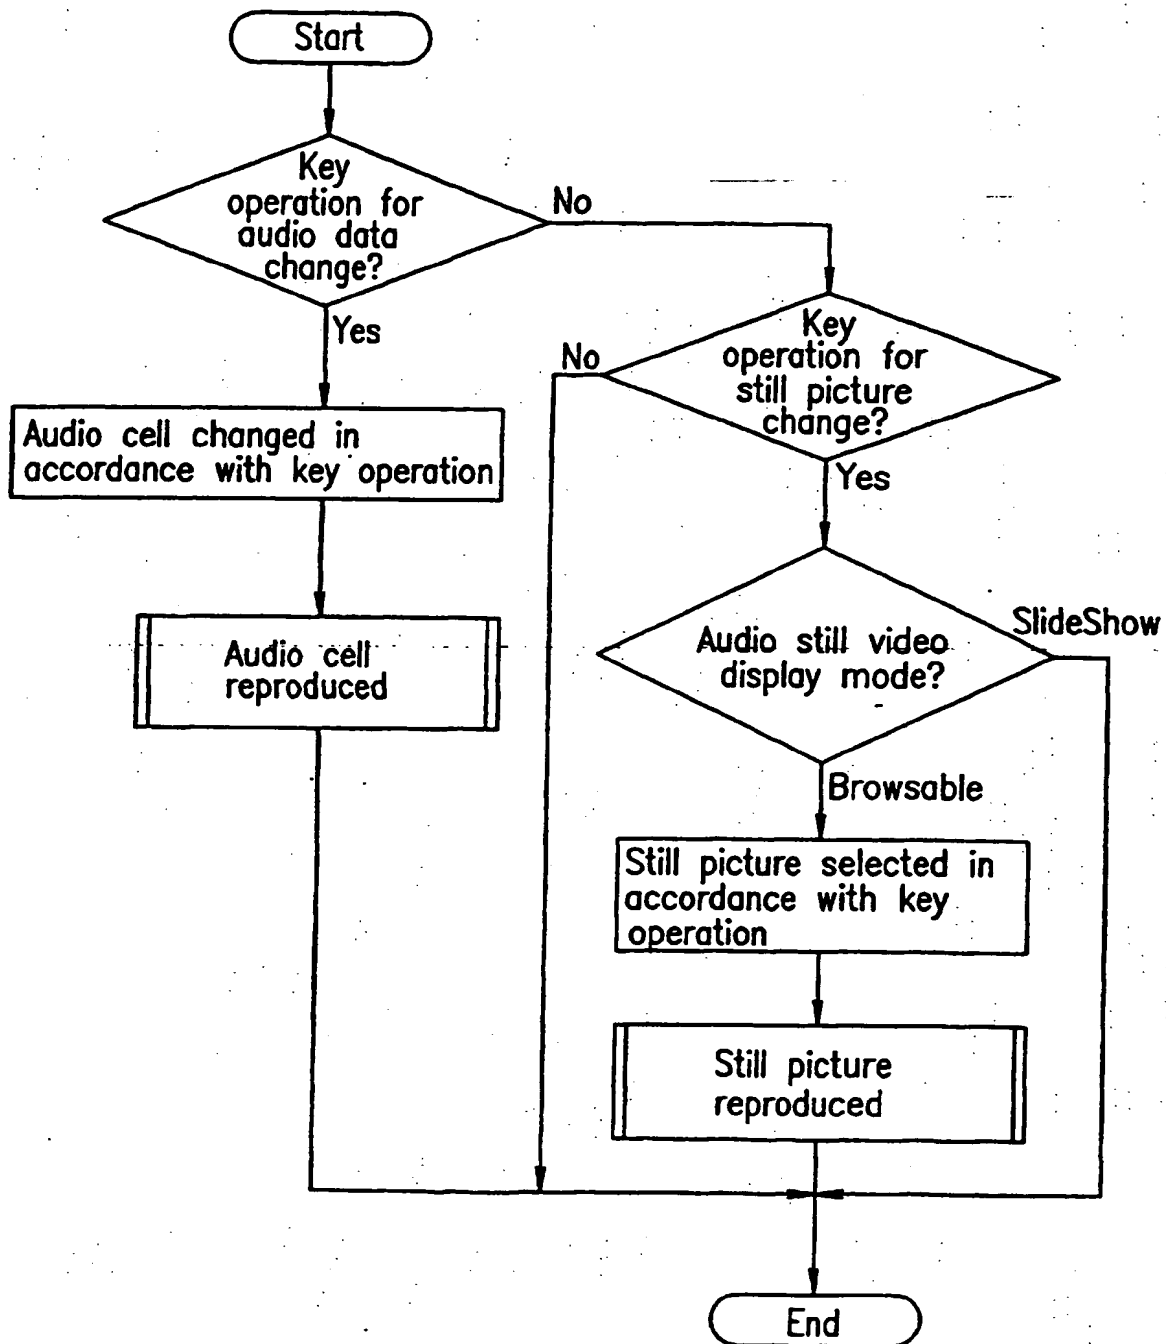 Start
Key
operation for
audio data
change?
No
Yes
Audio cell changed in
accordance with key operation
Audio cell
reproduced
Key
operation for
still picture
change?
No
Yes
Audio still video
display mode?
SlideShow
Browsable
Still picture selected in
accordance with key
operation
Still picture
reproduced
End